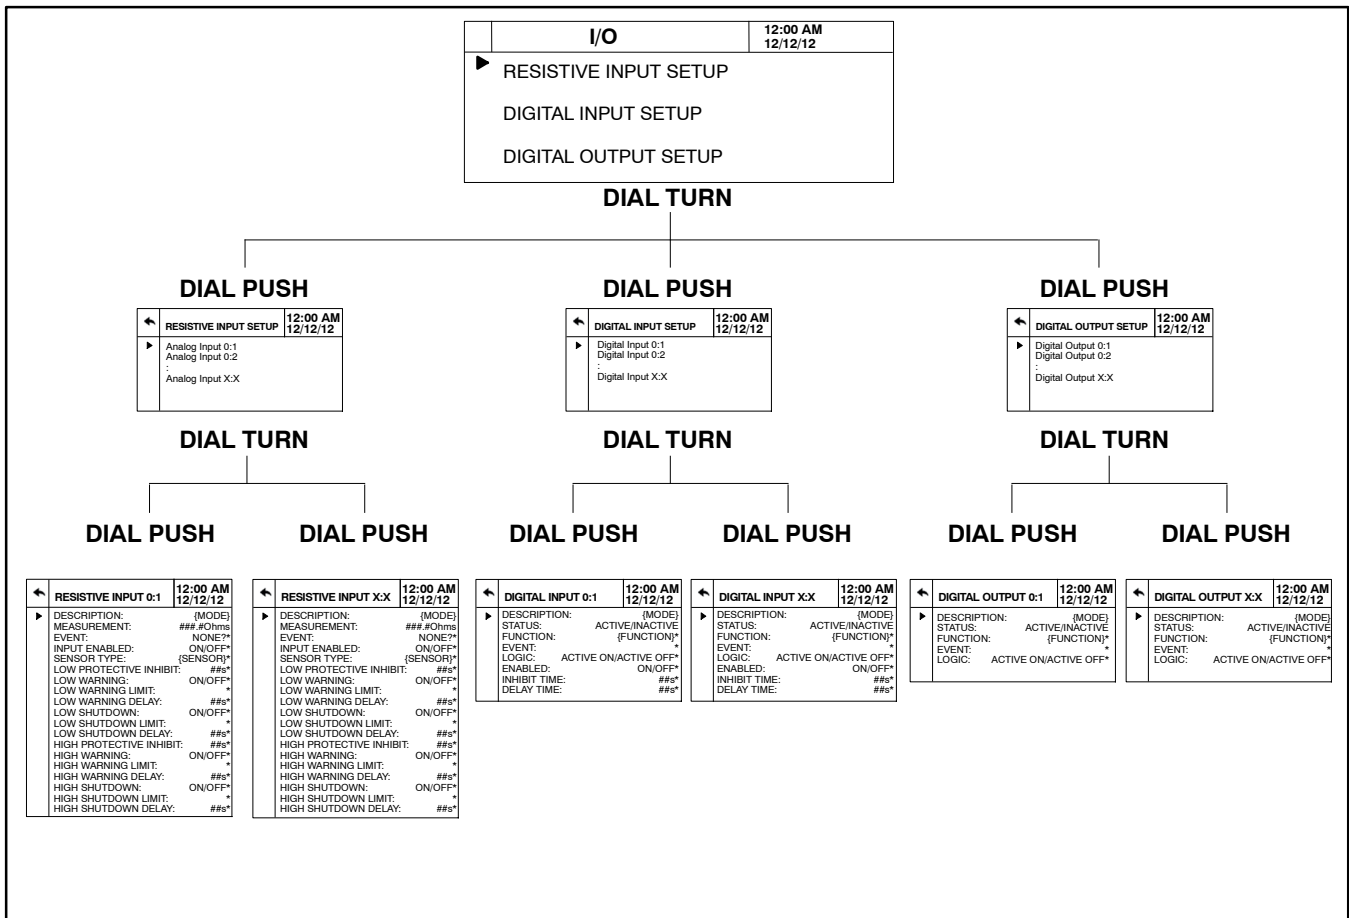 I/O
12:00 AM
12/12/12
RESISTIVE INPUT SETUP
DIGITAL INPUT SETUP
DIGITAL OUTPUT SETUP
DIAL TURN
DIAL PUSH
RESISTIVE INPUT SETUP
12:00 AM
12/12/12
Analog Input 0:1
Analog Input 0:2
:
Analog Input X:X
DIAL TURN
DIAL PUSH
DIGITAL INPUT SETUP
12:00 AM
12/12/12
Digital Input 0:1
Digital Input 0:2
:
Digital Input X:X
DIAL TURN
DIAL PUSH
DIGITAL OUTPUT SETUP
12:00 AM
12/12/12
Digital Output 0:1
Digital Output 0:2
:
Digital Output X:X
DIAL TURN
DIAL PUSH
RESISTIVE INPUT 0:1
12:00 AM
12/12/12
DESCRIPTION: {MODE}
MEASUREMENT: ###.#Ohms
EVENT: NONE?*
INPUT ENABLED: ON/OFF*
SENSOR TYPE: {SENSOR}*
LOW PROTECTIVE INHIBIT: ##s*
LOW WARNING: ON/OFF*
LOW WARNING LIMIT: *
LOW WARNING DELAY: ##s*
LOW SHUTDOWN: ON/OFF*
LOW SHUTDOWN LIMIT: *
LOW SHUTDOWN DELAY: ##s*
HIGH PROTECTIVE INHIBIT: ##s*
HIGH WARNING: ON/OFF*
HIGH WARNING LIMIT: *
HIGH WARNING DELAY: ##s*
HIGH SHUTDOWN: ON/OFF*
HIGH SHUTDOWN LIMIT: *
HIGH SHUTDOWN DELAY: ##s*
DIAL PUSH
RESISTIVE INPUT X:X
12:00 AM
12/12/12
DESCRIPTION: {MODE}
MEASUREMENT: ###.#Ohms
EVENT: NONE?*
INPUT ENABLED: ON/OFF*
SENSOR TYPE: {SENSOR}*
LOW PROTECTIVE INHIBIT: ##s*
LOW WARNING: ON/OFF*
LOW WARNING LIMIT: *
LOW WARNING DELAY: ##s*
LOW SHUTDOWN: ON/OFF*
LOW SHUTDOWN LIMIT: *
LOW SHUTDOWN DELAY: ##s*
HIGH PROTECTIVE INHIBIT: ##s*
HIGH WARNING: ON/OFF*
HIGH WARNING LIMIT: *
HIGH WARNING DELAY: ##s*
HIGH SHUTDOWN: ON/OFF*
HIGH SHUTDOWN LIMIT: *
HIGH SHUTDOWN DELAY: ##s*
DIAL PUSH
DIGITAL INPUT 0:1
12:00 AM
12/12/12
DESCRIPTION: {MODE}
STATUS: ACTIVE/INACTIVE
FUNCTION: {FUNCTION}*
EVENT: *
LOGIC: ACTIVE ON/ACTIVE OFF*
ENABLED: ON/OFF*
INHIBIT TIME: ##s*
DELAY TIME: ##s*
DIAL PUSH
DIGITAL INPUT X:X
12:00 AM
12/12/12
DESCRIPTION: {MODE}
STATUS: ACTIVE/INACTIVE
FUNCTION: {FUNCTION}*
EVENT: *
LOGIC: ACTIVE ON/ACTIVE OFF*
ENABLED: ON/OFF*
INHIBIT TIME: ##s*
DELAY TIME: ##s*
DIAL PUSH
DIGITAL OUTPUT 0:1
12:00 AM
12/12/12
DESCRIPTION: {MODE}
STATUS: ACTIVE/INACTIVE
FUNCTION: {FUNCTION}*
EVENT: *
LOGIC: ACTIVE ON/ACTIVE OFF*
DIAL PUSH
DIGITAL OUTPUT X:X
12:00 AM
12/12/12
DESCRIPTION: {MODE}
STATUS: ACTIVE/INACTIVE
FUNCTION: {FUNCTION}*
EVENT: *
LOGIC: ACTIVE ON/ACTIVE OFF*